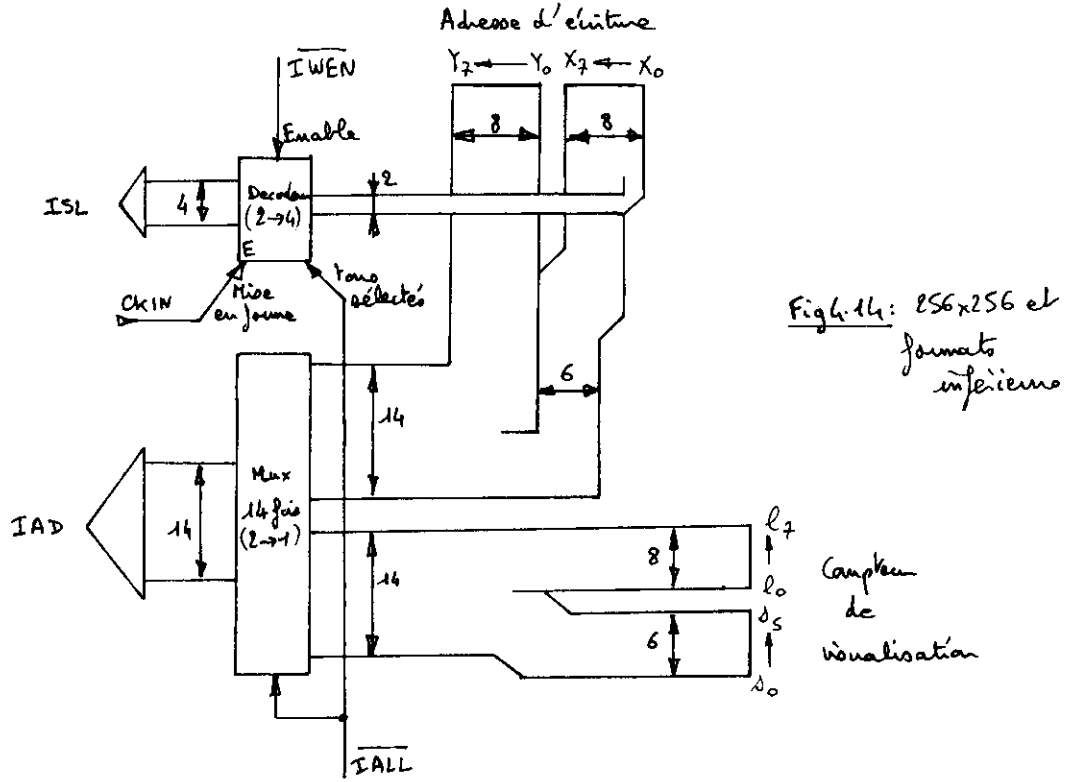 Adresse d'écriture
Y₇ ← Y₀ X₇ ← X₀
8 8
IWEN
Enable
ISL
4
Decodeur
(2→4)
E
2
CKIN
Mise
en forme
tous
sélectés
Fig 4.14: 256x256 et
formats
inférieurs
6
14
IAD
14
Mux
14 fois
(2→1)
14
8
6
l₇
l₀
s₅
s₀
Compteur
de
visualisation
IALL